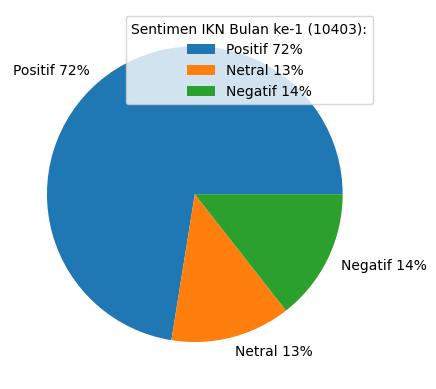 Sentimen IKN Bulan ke-1 (10403):
Positif 72%
Netral 13%
Negatif 14%
Positif 72%
Negatif 14%
Netral 13%